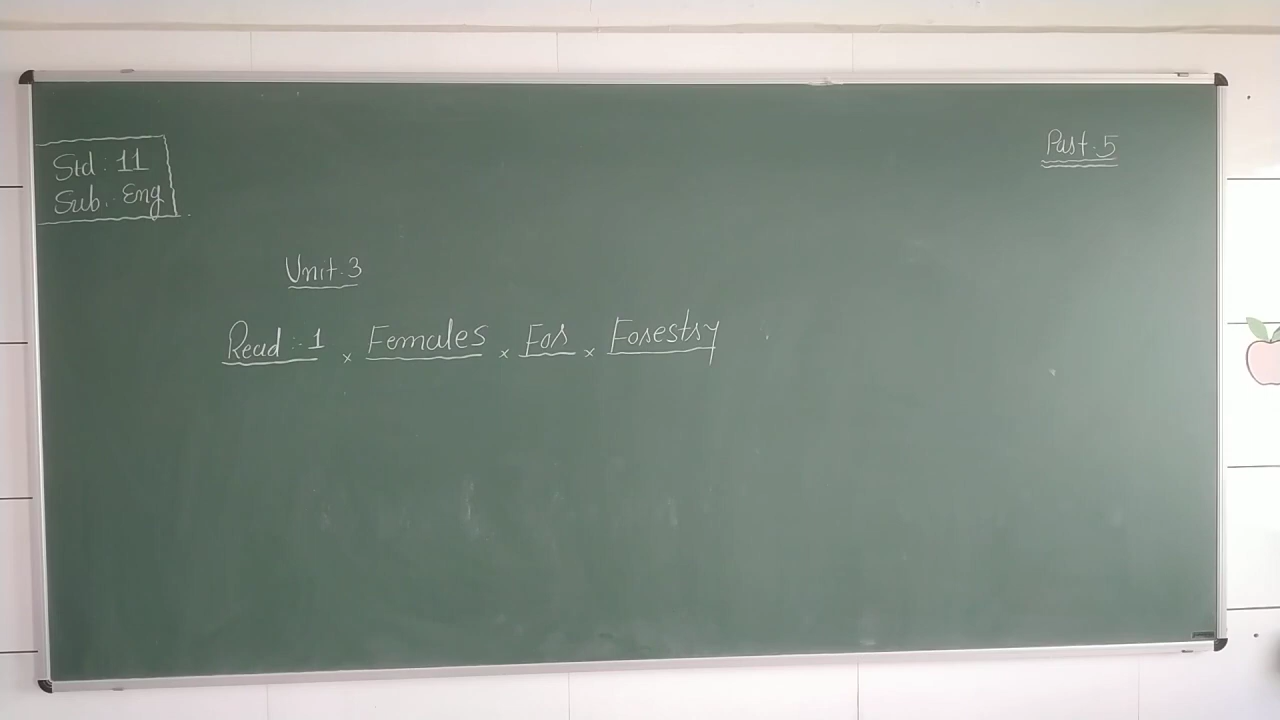 Std : 11
Sub. : Eng
Part. 5
Unit. 3
Read :- 1 x Females x For x Forestry